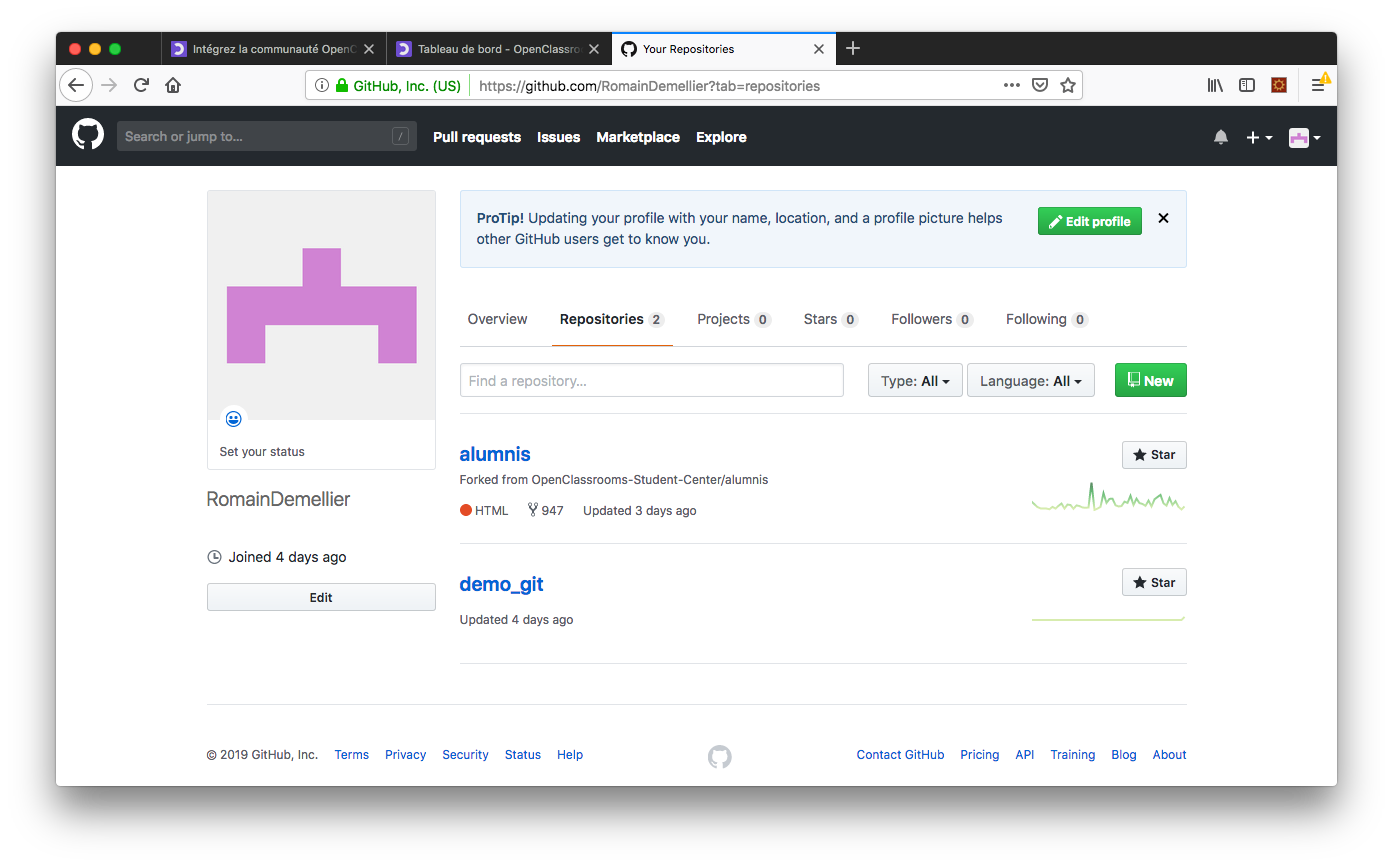 Intégrez la communauté OpenC
Tableau de bord - OpenClassro
Your Repositories
GitHub, Inc. (US)
https://github.com/RomainDemellier?tab=repositories
Search or jump to...
/
Pull requests
Issues
Marketplace
Explore
ProTip! Updating your profile with your name, location, and a profile picture helps
other GitHub users get to know you.
Edit profile
Overview
Repositories 2
Projects 0
Stars 0
Followers 0
Following 0
Find a repository...
Type: All
Language: All
New
Set your status
RomainDemellier
Joined 4 days ago
Edit
alumnis
Star
Forked from OpenClassrooms-Student-Center/alumnis
HTML
947
Updated 3 days ago
demo_git
Star
Updated 4 days ago
© 2019 GitHub, Inc.
Terms
Privacy
Security
Status
Help
Contact GitHub
Pricing
API
Training
Blog
About